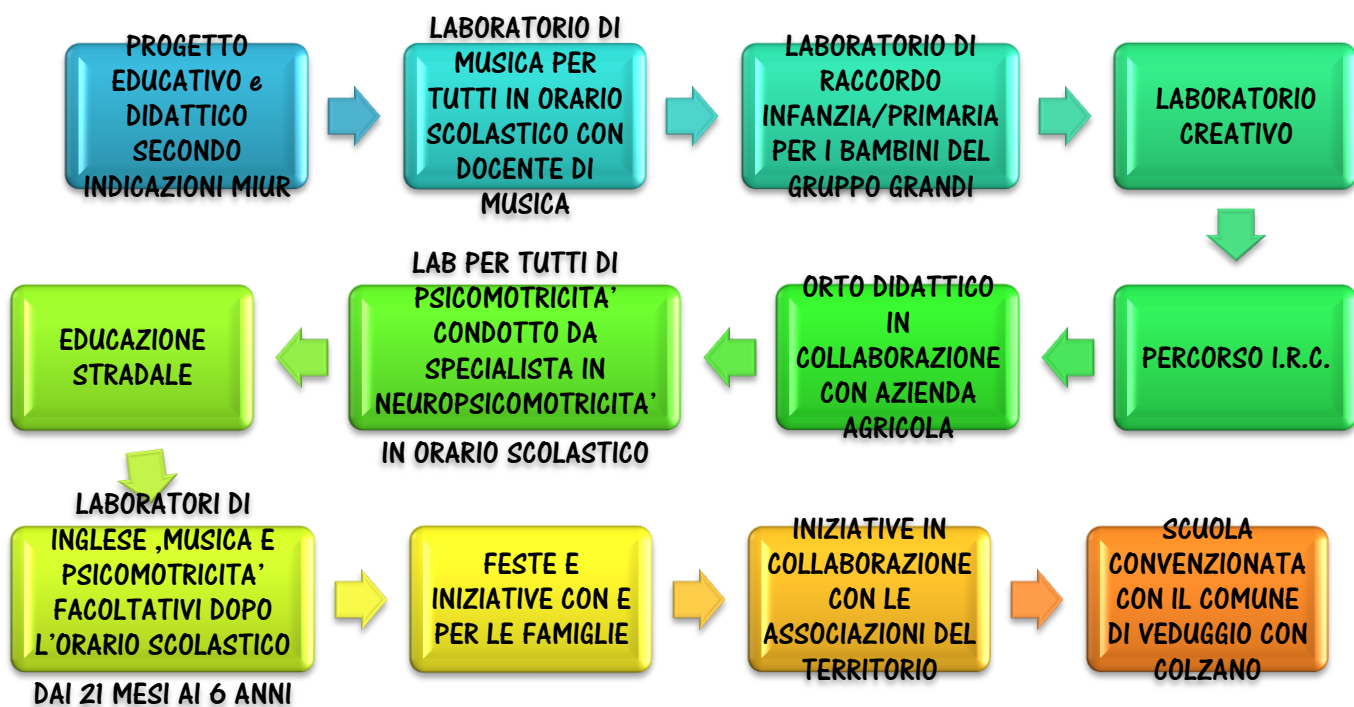 PROGETTO
EDUCATIVO e
DIDATTICO
SECONDO
INDICAZIONI MIUR
LABORATORIO DI
MUSICA PER
TUTTI IN ORARIO
SCOLASTICO CON
DOCENTE DI
MUSICA
LABORATORIO DI
RACCORDO
INFANZIA/PRIMARIA
PER I BAMBINI DEL
GRUPPO GRANDI
LABORATORIO
CREATIVO
PERCORSO I.R.C.
ORTO DIDATTICO
IN
COLLABORAZIONE
CON AZIENDA
AGRICOLA
LAB PER TUTTI DI
PSICOMOTRICITA'
CONDOTTO DA
SPECIALISTA IN
NEUROPSICOMOTRICITA'
IN ORARIO SCOLASTICO
EDUCAZIONE
STRADALE
LABORATORI DI
INGLESE ,MUSICA E
PSICOMOTRICITA'
FACOLTATIVI DOPO
L'ORARIO SCOLASTICO
DAI 21 MESI AI 6 ANNI
FESTE E
INIZIATIVE CON E
PER LE FAMIGLIE
INIZIATIVE IN
COLLABORAZIONE
CON LE
ASSOCIAZIONI DEL
TERRITORIO
SCUOLA
CONVENZIONATA
CON IL COMUNE
DI VEDUGGIO CON
COLZANO